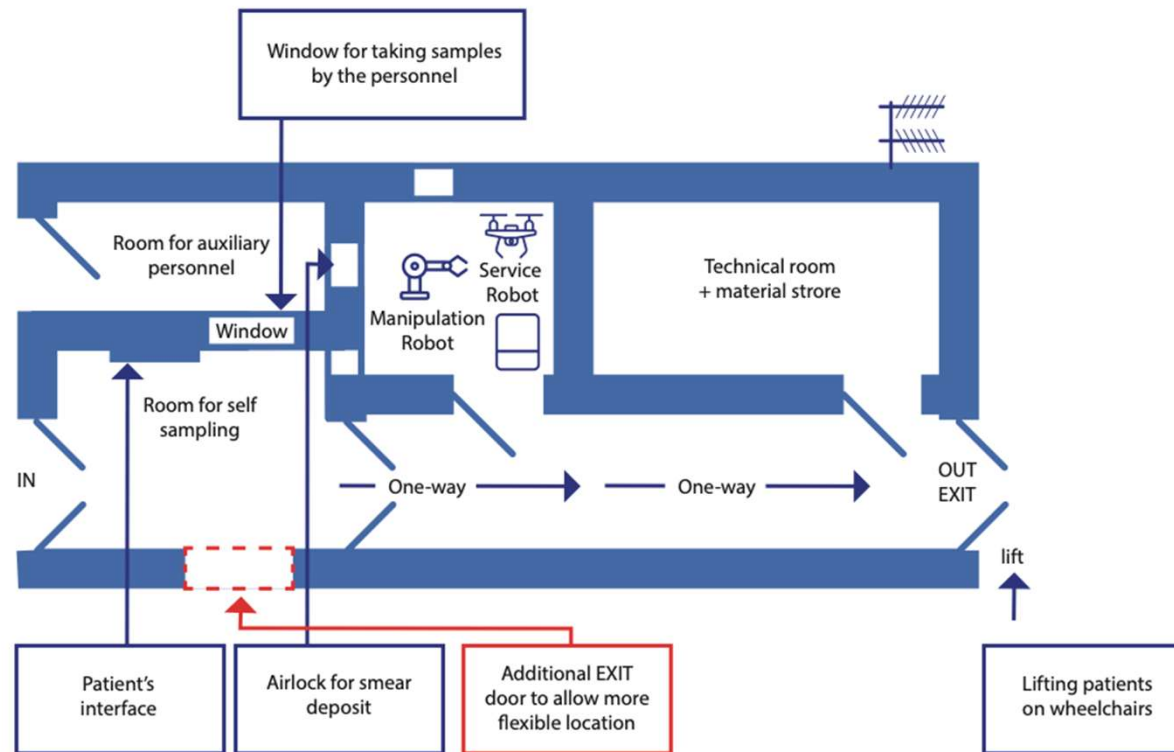 Window for taking samples
by the personnel
Room for auxiliary
personnel
Service
Robot
Manipulation
Robot
Technical room
+ material strore
Window
Room for self
sampling
IN
One-way
One-way
OUT
EXIT
lift
Patient's
interface
Airlock for smear
deposit
Additional EXIT
door to allow more
flexible location
Lifting patients
on wheelchairs